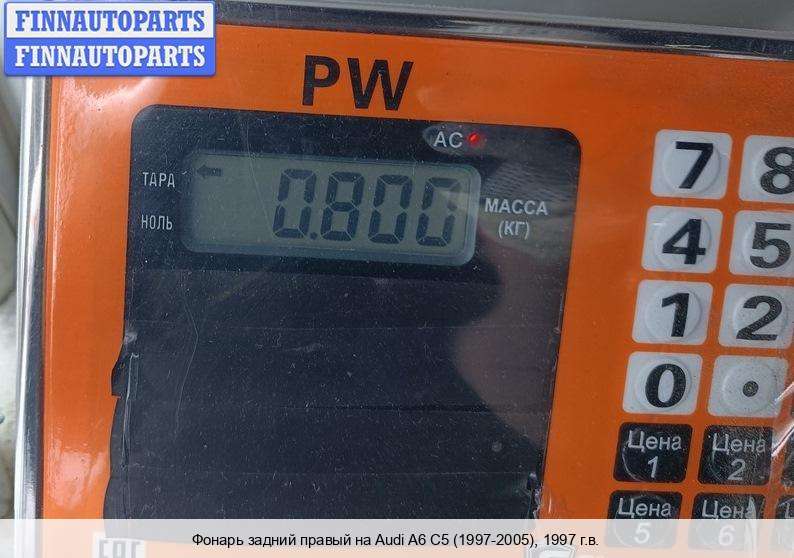 FINNAUTOPARTS
FINNAUTOPARTS
PW
AC
ТАРА
0.800
МАССА
(КГ)
НОЛЬ
7
8
4
5
1
2
0
.
Цена
1
Цена
2
Цена
5
Цена
6
EAC
Фонарь задний правый на Audi A6 C5 (1997-2005), 1997 г.в.